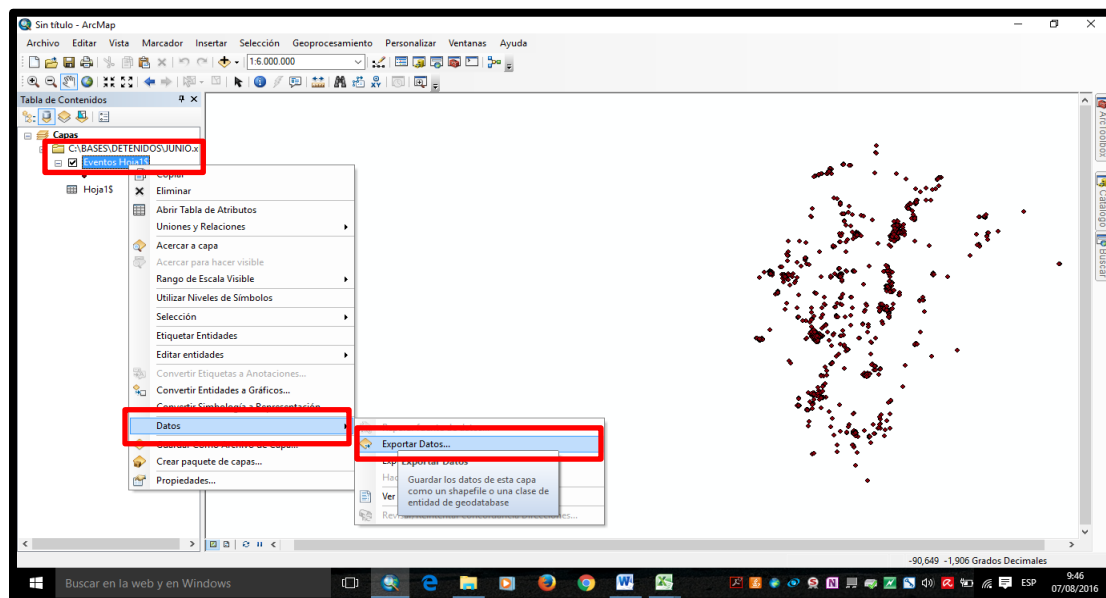 Sin título - ArcMap
Archivo Editar Vista Marcador Insertar Selección Geoprocesamiento Personalizar Ventanas Ayuda
1:6.000.000
Tabla de Contenidos
Capas
C:\BASES\DETENIDOS\JUNIO.x
Eventos Hoja1$
Hoja1$
Copiar
Eliminar
Abrir Tabla de Atributos
Uniones y Relaciones
Acercar a capa
Acercar para hacer visible
Rango de Escala Visible
Utilizar Niveles de Símbolos
Selección
Etiquetar Entidades
Editar entidades
Convertir Etiquetas a Anotaciones...
Convertir Entidades a Gráficos...
Convertir Simbología a Representación
Datos
Guardar Como Archivo de Capa...
Crear paquete de capas...
Propiedades...
Exportar Datos...
Exp
Exportar Datos
Guardar los datos de esta capa
como un shapefile o una clase de
entidad de geodatabase
Hac
Ver
ArcToolbox
Catálogo
Buscar
-90,649 -1,906 Grados Decimales
Buscar en la web y en Windows
ESP
9:46
07/08/2016